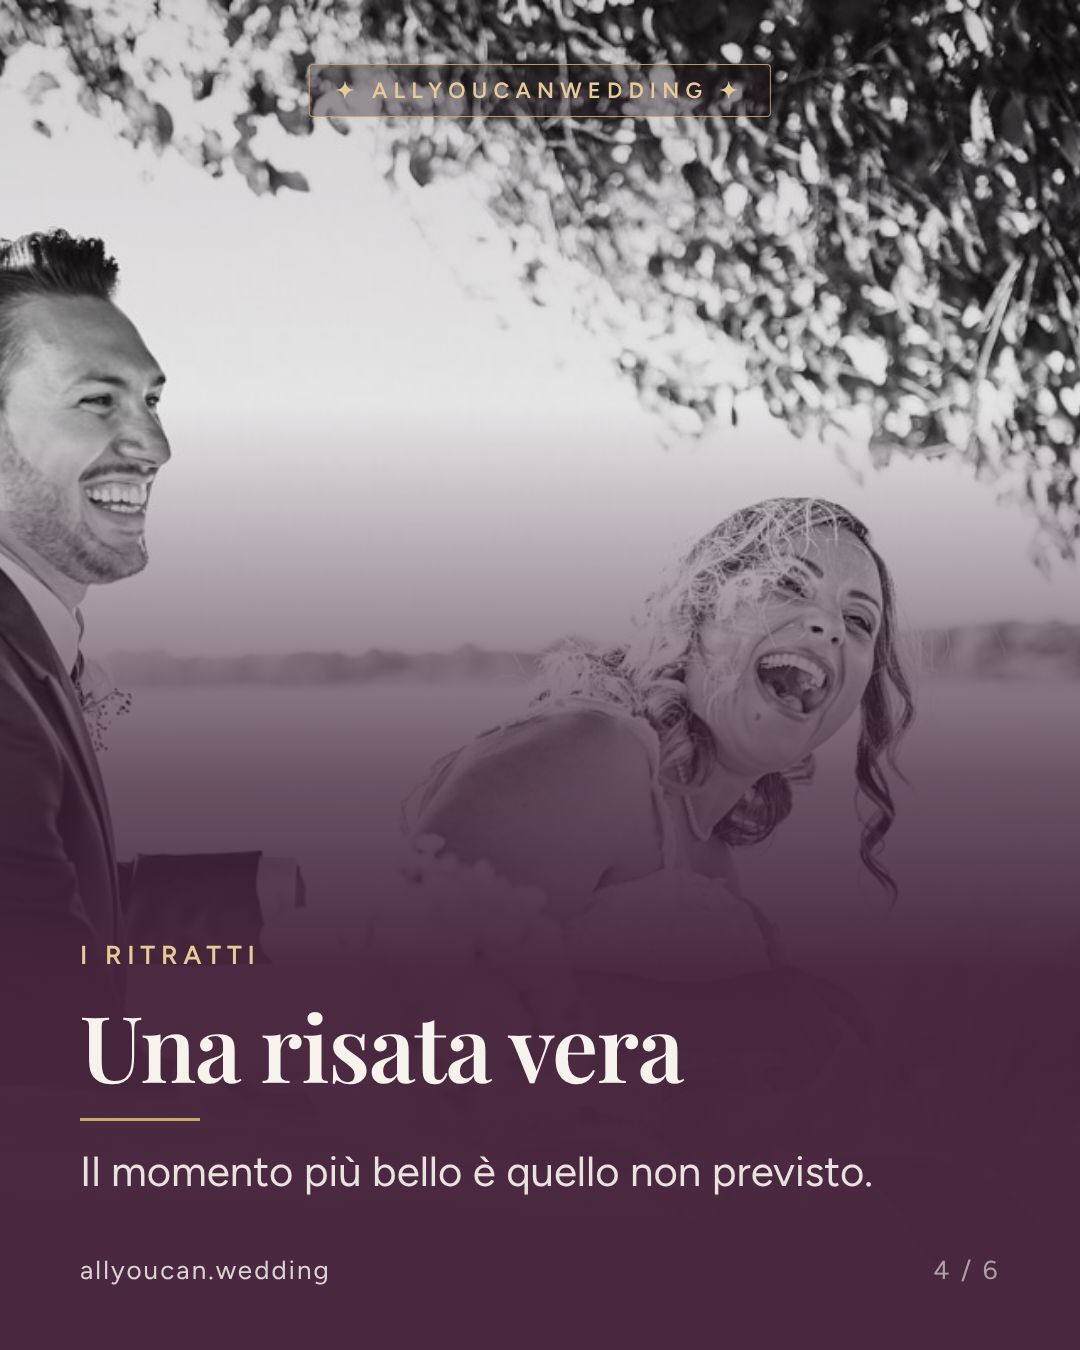 ✦ ALLYOUCANWEDDING ✦
I RITRATTI
Una risata vera
Il momento più bello è quello non previsto.
allyoucan.wedding
4 / 6